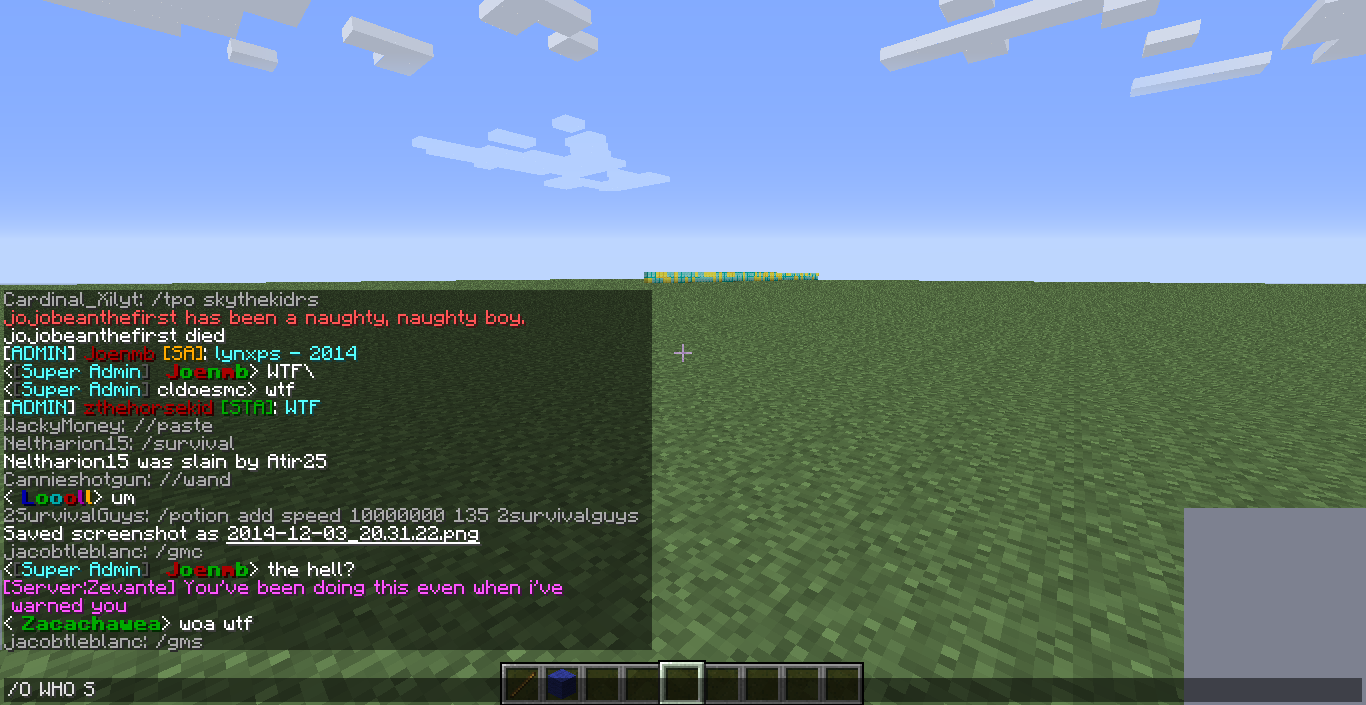 Cardinal_Xilyt: /tpo skythekidrs
jojobeanthefirst has been a naughty, naughty boy.
jojobeanthefirst died
[ADMIN] Joenmb [SA]: lynxps - 2014
<[Super Admin] Joenmb> WTF\
<[Super Admin] cldoesmc> wtf
[ADMIN] zthehorsekid [STA]: WTF
WackyMoney: //paste
Neltharion15: /survival
Neltharion15 was slain by Atir25
Cannieshotgun: //wand
< Loooll> um
2SurvivalGuys: /potion add speed 10000000 135 2survivalguys
Saved screenshot as 2014-12-03_20.31.22.png
jacobtleblanc: /gmc
<[Super Admin] Joenmb> the hell?
[Server:Zevante] You've been doing this even when i've
warned you
< Zacachawea> woa wtf
jacobtleblanc: /gms
/O WHO S